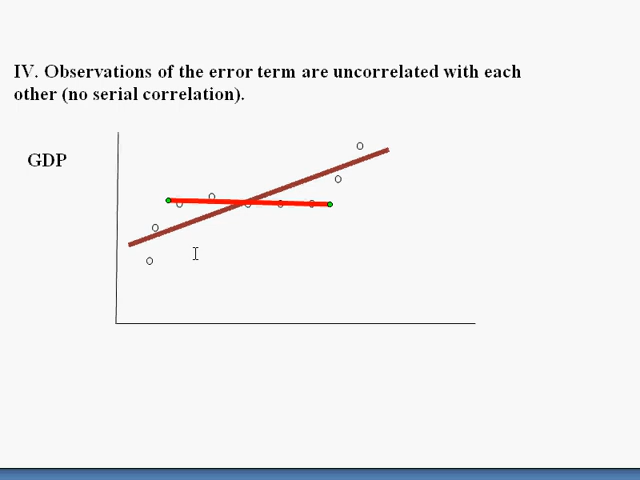 IV. Observations of the error term are uncorrelated with each
other (no serial correlation).
GDP